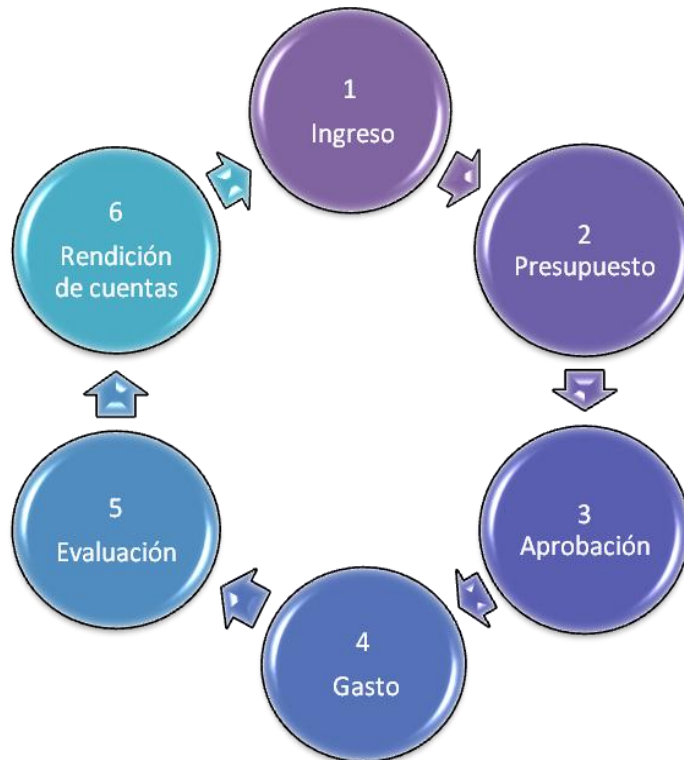 1
Ingreso
2
Presupuesto
3
Aprobación
4
Gasto
5
Evaluación
6
Rendición
de cuentas